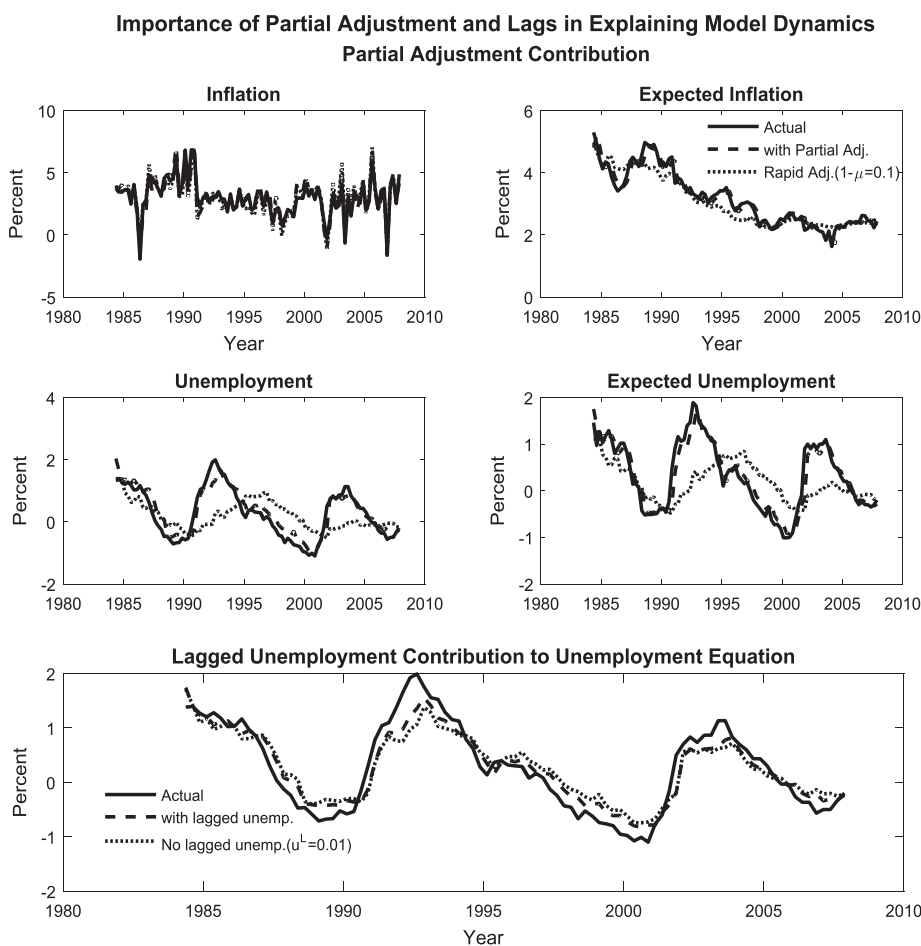 Importance of Partial Adjustment and Lags in Explaining Model Dynamics
Partial Adjustment Contribution
Inflation
10
5
0
-5
Percent
1980 1985 1990 1995 2000 2005 2010
Year
Expected Inflation
6
4
2
0
Percent
Actual
with Partial Adj.
Rapid Adj.(1-μ=0.1)
1980 1985 1990 1995 2000 2005 2010
Year
Unemployment
4
2
0
-2
Percent
1980 1985 1990 1995 2000 2005 2010
Expected Unemployment
2
1
0
-1
-2
Percent
1980 1985 1990 1995 2000 2005 2010
Lagged Unemployment Contribution to Unemployment Equation
2
1
0
-1
-2
Percent
Actual
with lagged unemp.
No lagged unemp.(u^L=0.01)
1980 1985 1990 1995 2000 2005 2010
Year